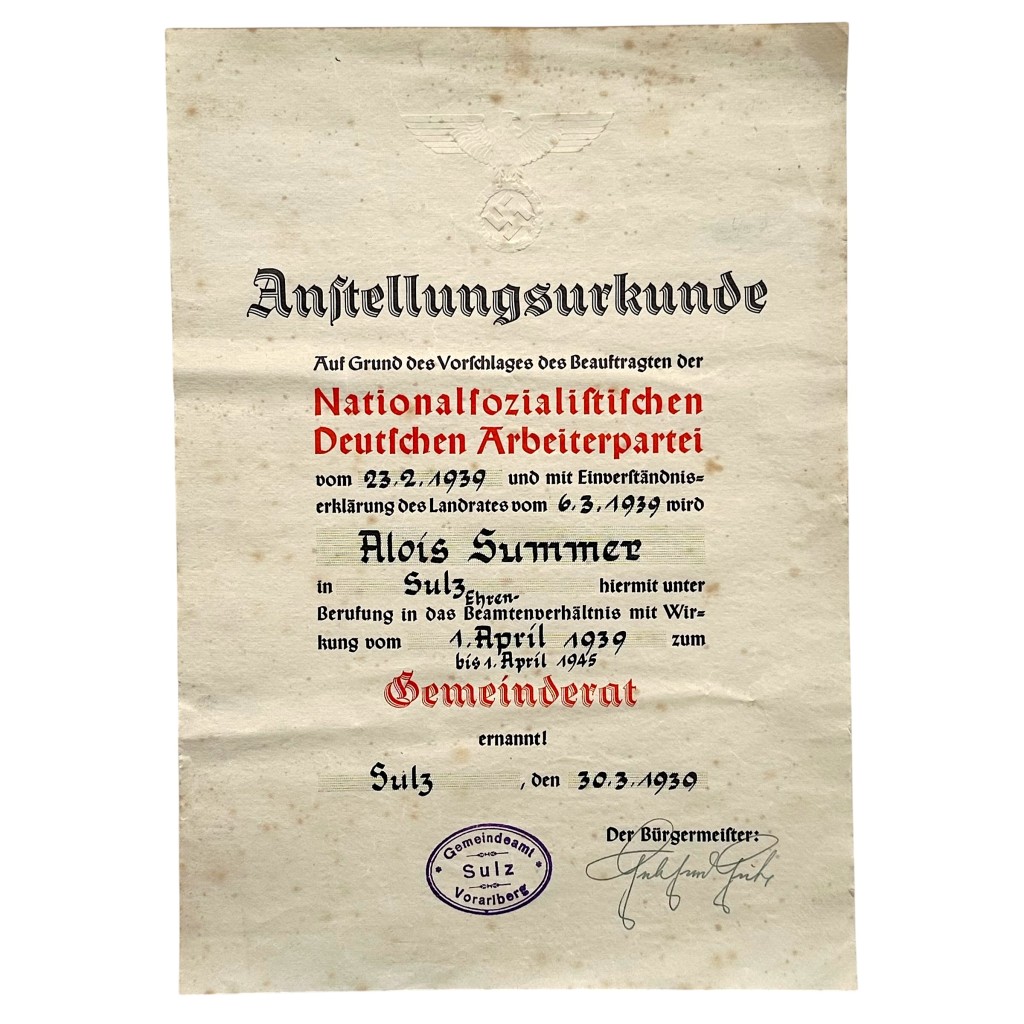 Anſtellungsurkunde
Auf Grund des Vorſchlages des Beauftragten der
Nationalſozialiſtiſchen
Deutſchen Arbeiterpartei
vom 23.2.1939 und mit Einverſtändnis=
erklärung des Landrates vom 6.3.1939 wird
Alois Summer
in Sulz hiermit unter
Ehren-
Berufung in das Beamtenverhältnis mit Wir=
kung vom 1. April 1939 zum
bis 1. April 1945
Gemeinderat
ernannt!
Sulz, den 30.3.1939
Der Bürgermeiſter:
Gemeindeamt
Sulz
Vorarlberg